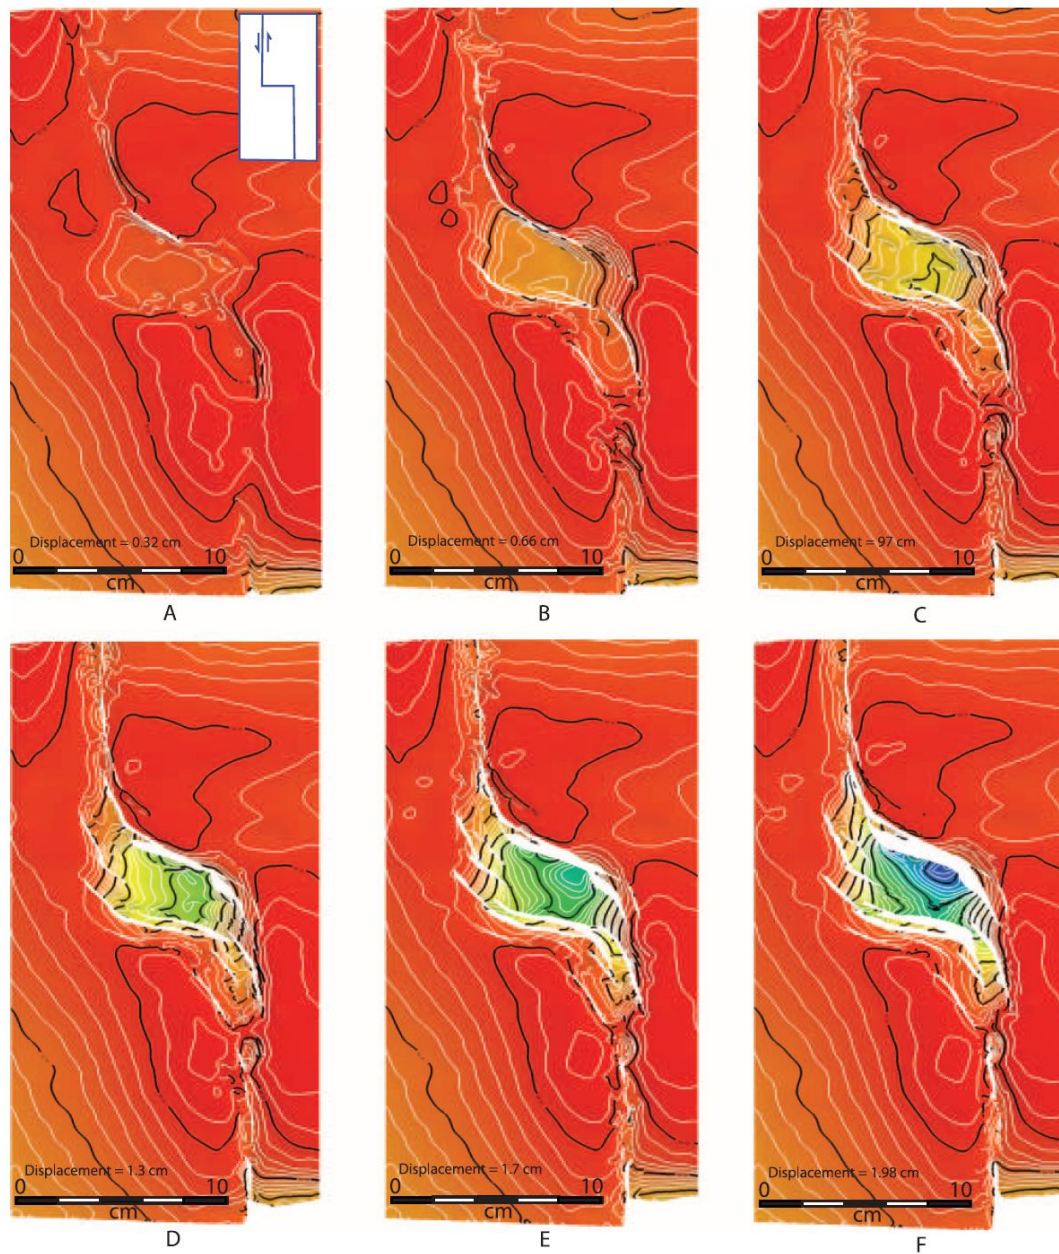 Displacement = 0.32 cm
0 10
cm
A
Displacement = 0.66 cm
0 10
cm
B
Displacement = 97 cm
0 10
cm
C
Displacement = 1.3 cm
0 10
cm
D
Displacement = 1.7 cm
0 10
cm
E
Displacement = 1.98 cm
0 10
cm
F